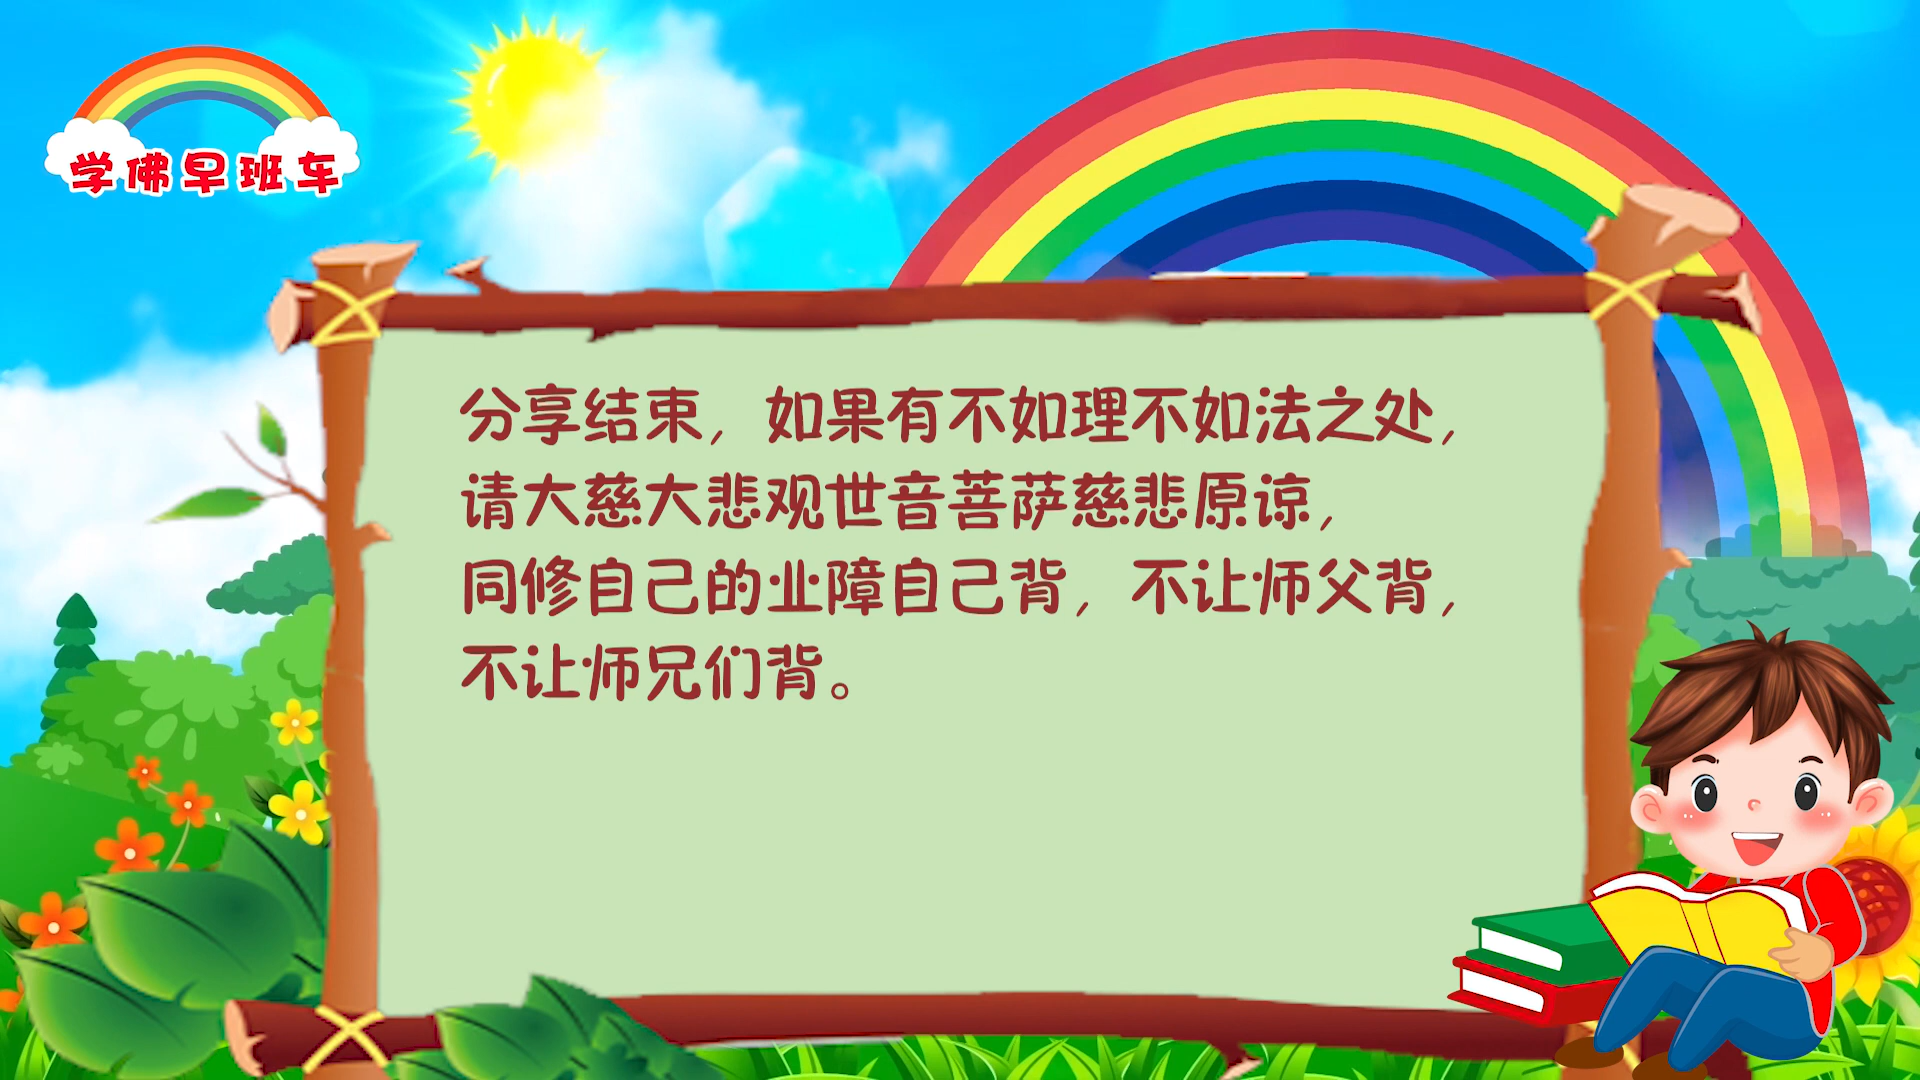 学佛早班车
分享结束，如果有不如理不如法之处，
请大慈大悲观世音菩萨慈悲原谅，
同修自己的业障自己背，不让师父背，
不让师兄们背。